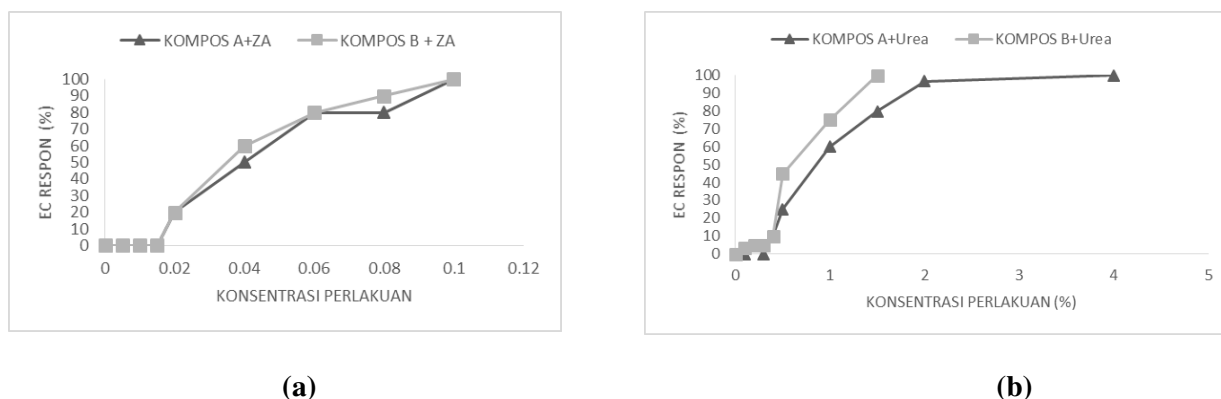 KOMPOS A+ZA KOMPOS B + ZA
EC RESPON (%)
100
90
80
70
60
50
40
30
20
10
0
0 0.02 0.04 0.06 0.08 0.1 0.12
KONSENTRASI PERLAKUAN
(a)
KOMPOS A+Urea KOMPOS B+Urea
EC RESPON (%)
100
90
80
70
60
50
40
30
20
10
0
0 1 2 3 4 5
KONSENTRASI PERLAKUAN (%)
(b)